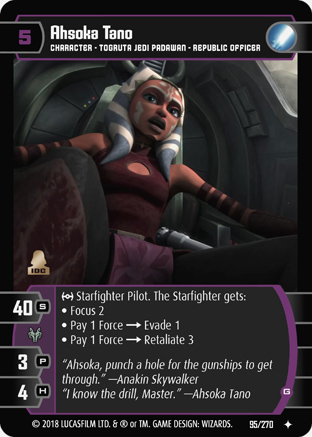 5
Ahsoka Tano
CHARACTER - TOGRUTA JEDI PADAWAN - REPUBLIC OFFICER
IDC
40 S
Starfighter Pilot. The Starfighter gets:
• Focus 2
• Pay 1 Force → Evade 1
• Pay 1 Force → Retaliate 3
3 P
4 H
“Ahsoka, punch a hole for the gunships to get
through.” —Anakin Skywalker
“I know the drill, Master.” —Ahsoka Tano
G
© 2018 LUCASFILM LTD. & ® or TM. GAME DESIGN: WIZARDS.
95/270